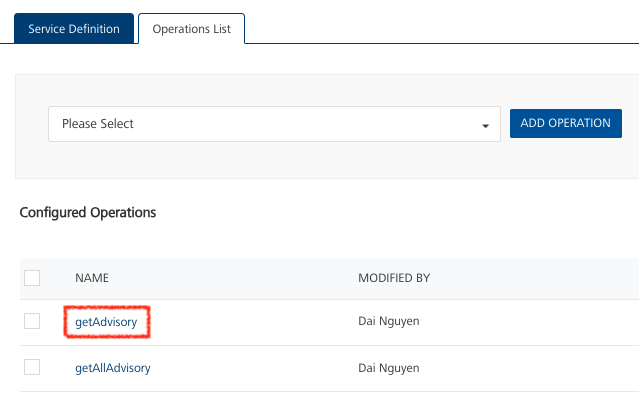 Service Definition
Operations List
Please Select
ADD OPERATION
Configured Operations
NAME MODIFIED BY
getAdvisory Dai Nguyen
getAllAdvisory Dai Nguyen